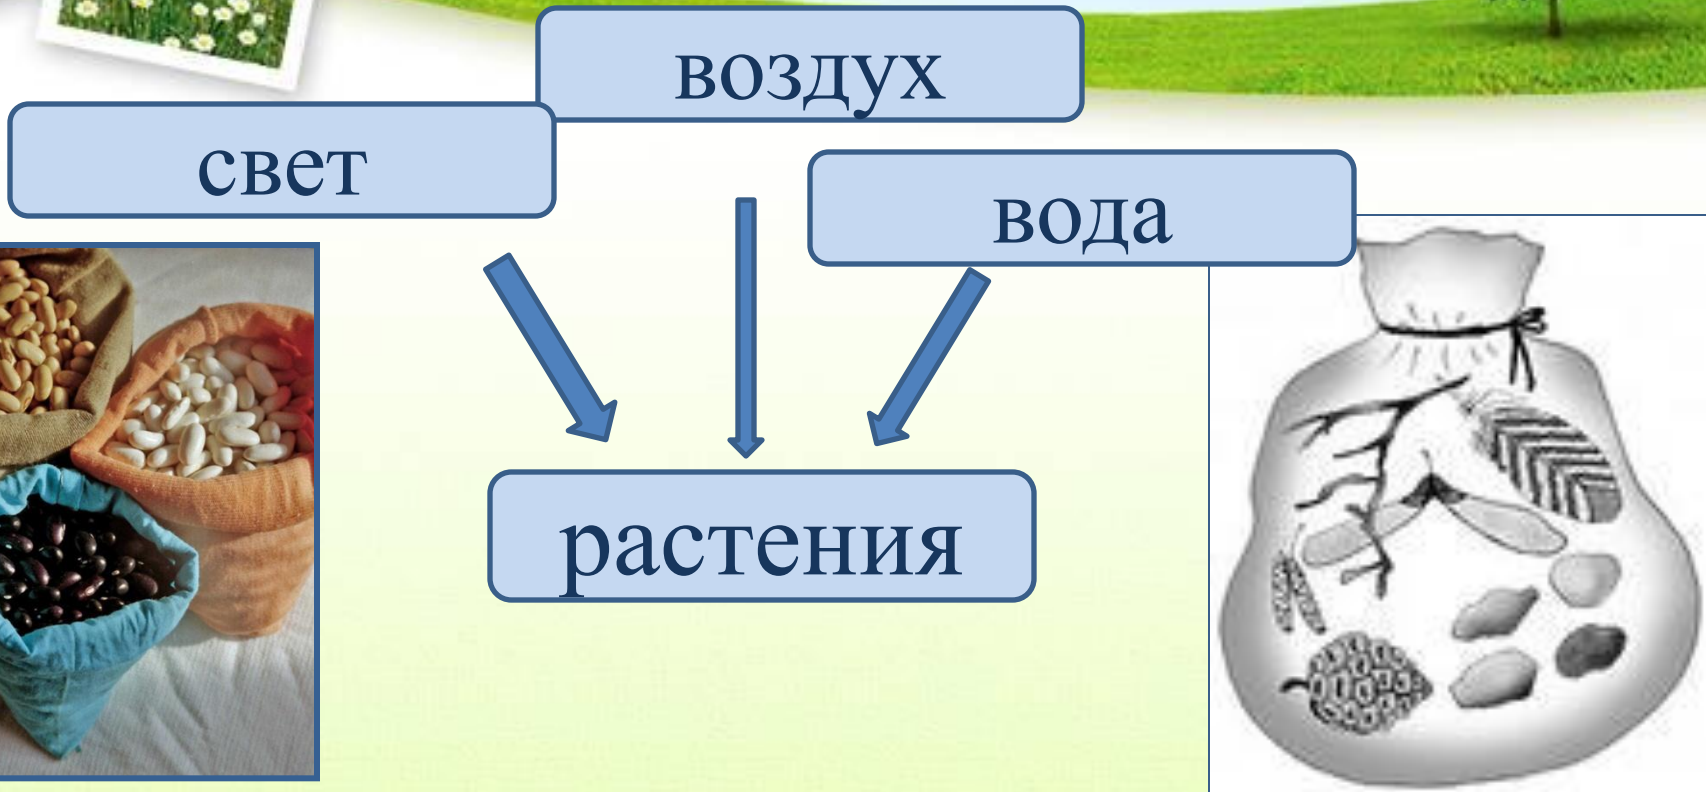 воздух
свет
вода
растения